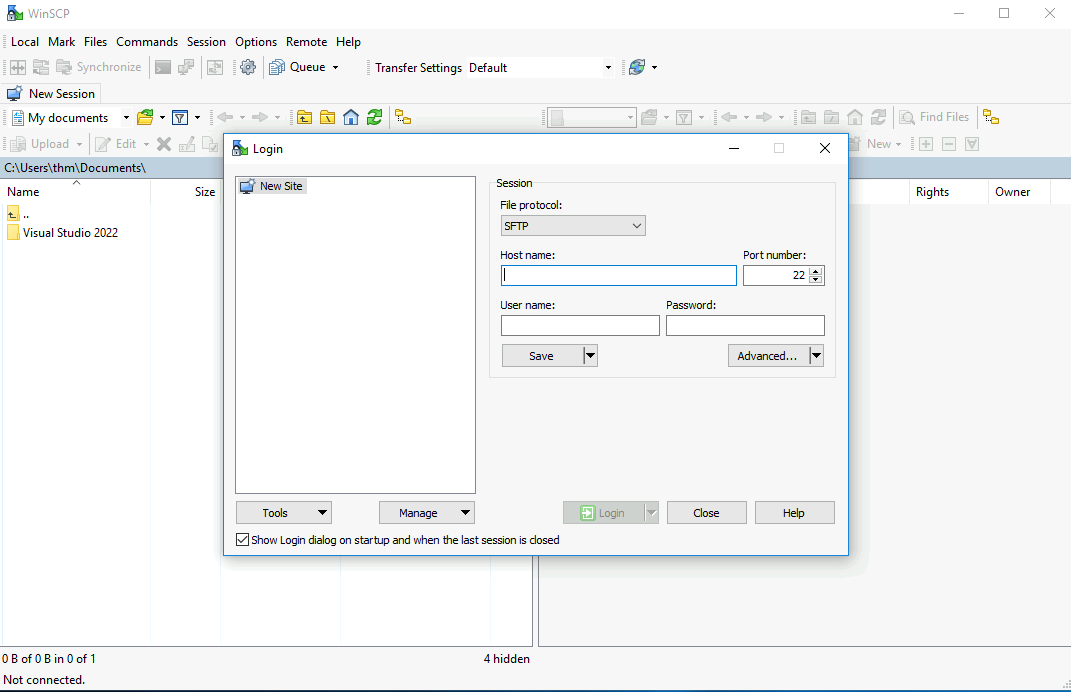 WinSCP
Local Mark Files Commands Session Options Remote Help
Synchronize Queue Transfer Settings Default
New Session
My documents Find Files
Upload Edit New
C:\Users\thm\Documents\
Name Size Rights Owner
..
Visual Studio 2022
Login
New Site
Session
File protocol:
SFTP
Host name: Port number:
22
User name: Password:
Save Advanced...
Tools Manage Login Close Help
Show Login dialog on startup and when the last session is closed
0 B of 0 B in 0 of 1 4 hidden
Not connected.